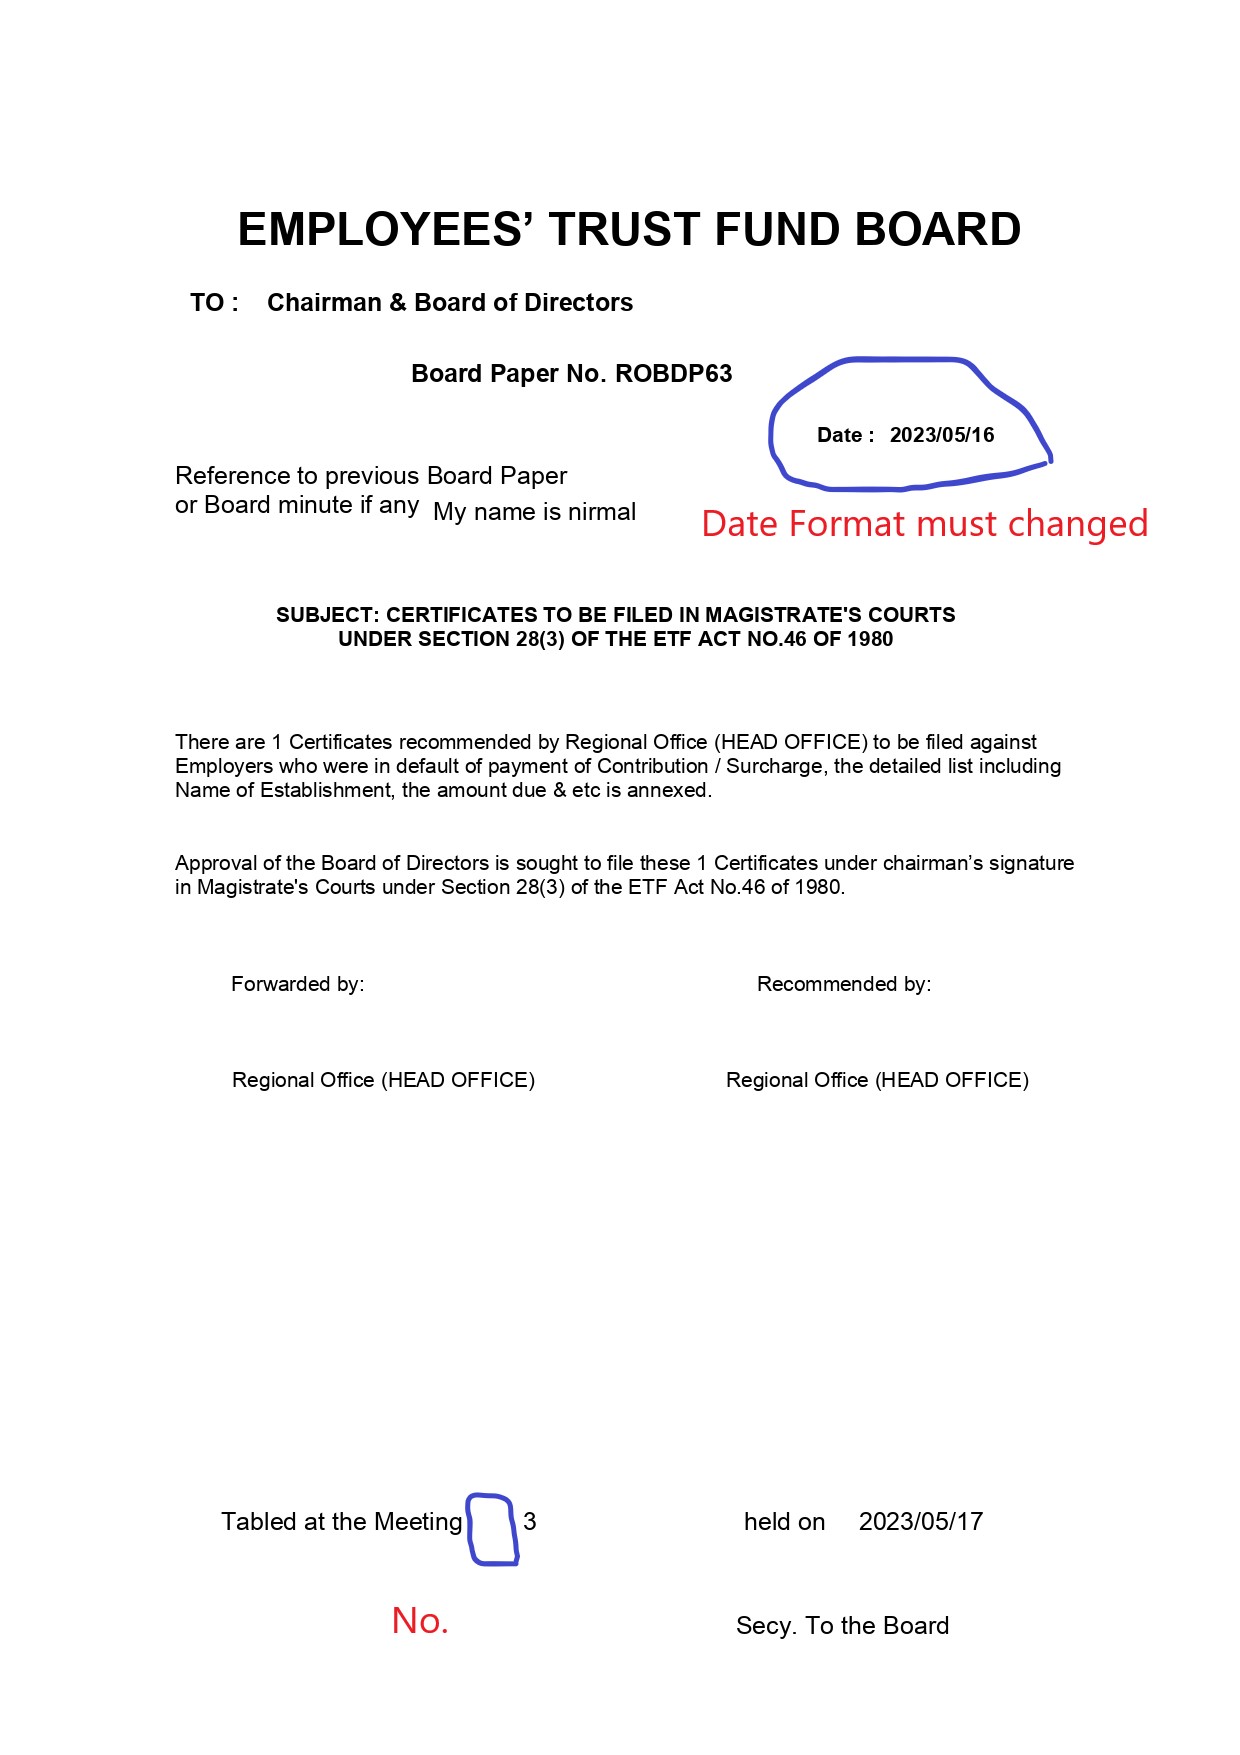 EMPLOYEES’ TRUST FUND BOARD
TO : Chairman & Board of Directors
Board Paper No. ROBDP63
Date : 2023/05/16
Reference to previous Board Paper
or Board minute if any My name is nirmal
Date Format must changed
SUBJECT: CERTIFICATES TO BE FILED IN MAGISTRATE'S COURTS
UNDER SECTION 28(3) OF THE ETF ACT NO.46 OF 1980
There are 1 Certificates recommended by Regional Office (HEAD OFFICE) to be filed against
Employers who were in default of payment of Contribution / Surcharge, the detailed list including
Name of Establishment, the amount due & etc is annexed.
Approval of the Board of Directors is sought to file these 1 Certificates under chairman’s signature
in Magistrate's Courts under Section 28(3) of the ETF Act No.46 of 1980.
Forwarded by: Recommended by:
Regional Office (HEAD OFFICE) Regional Office (HEAD OFFICE)
Tabled at the Meeting 3 held on 2023/05/17
No.
Secy. To the Board